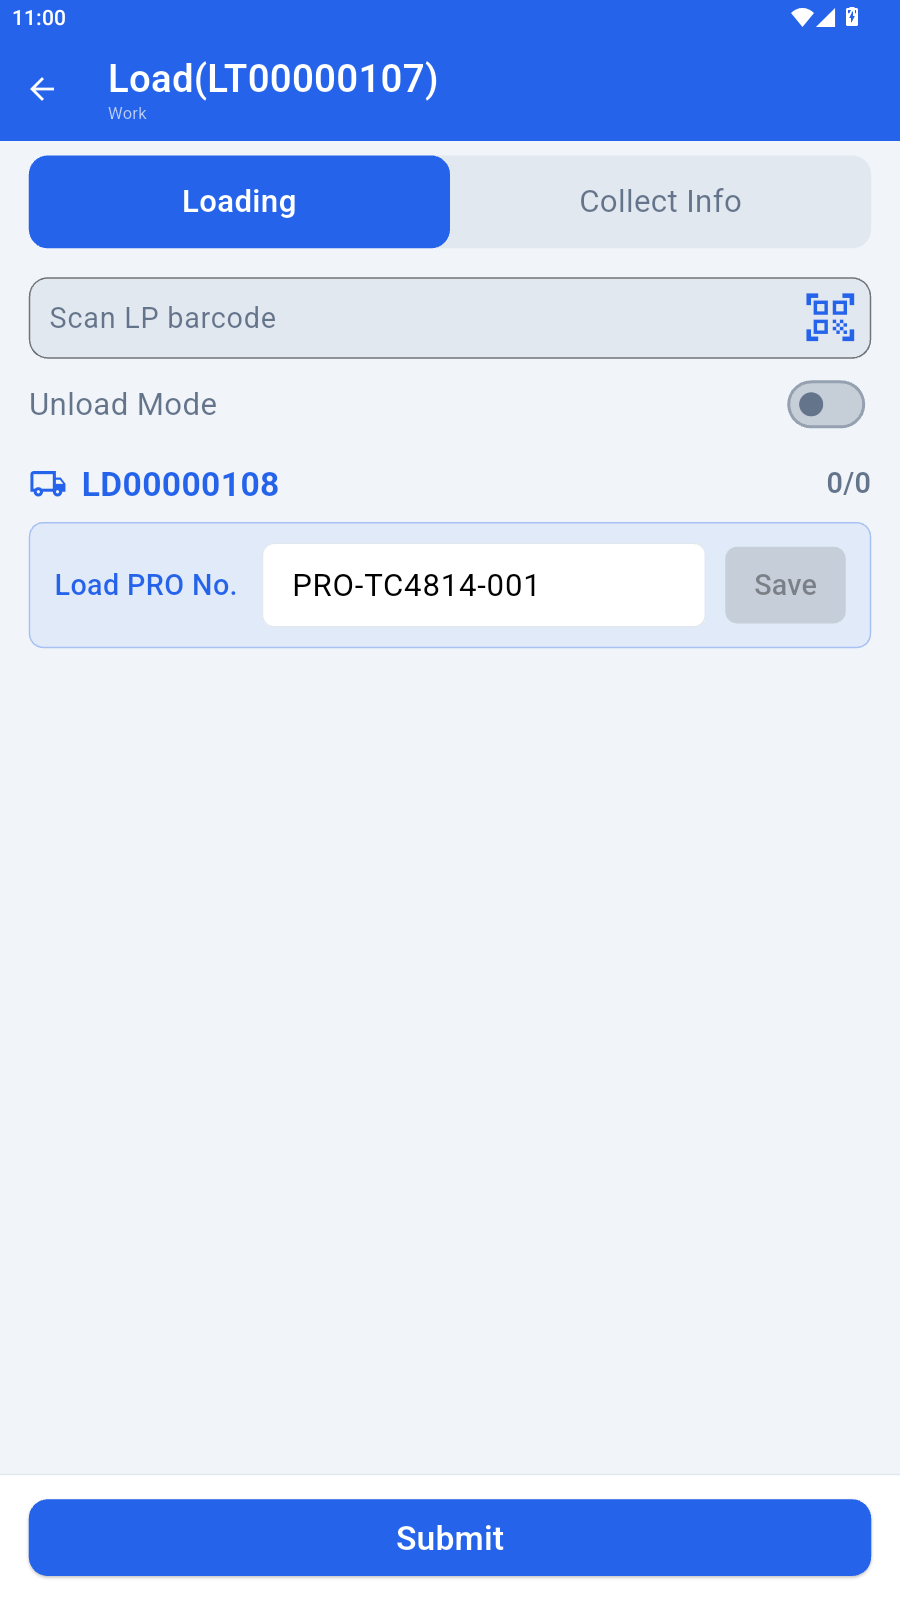 11:00
Load(LT00000107)
Work
Loading
Collect Info
Scan LP barcode
Unload Mode
LD00000108
0/0
Load PRO No.
PRO-TC4814-001
Save
Submit